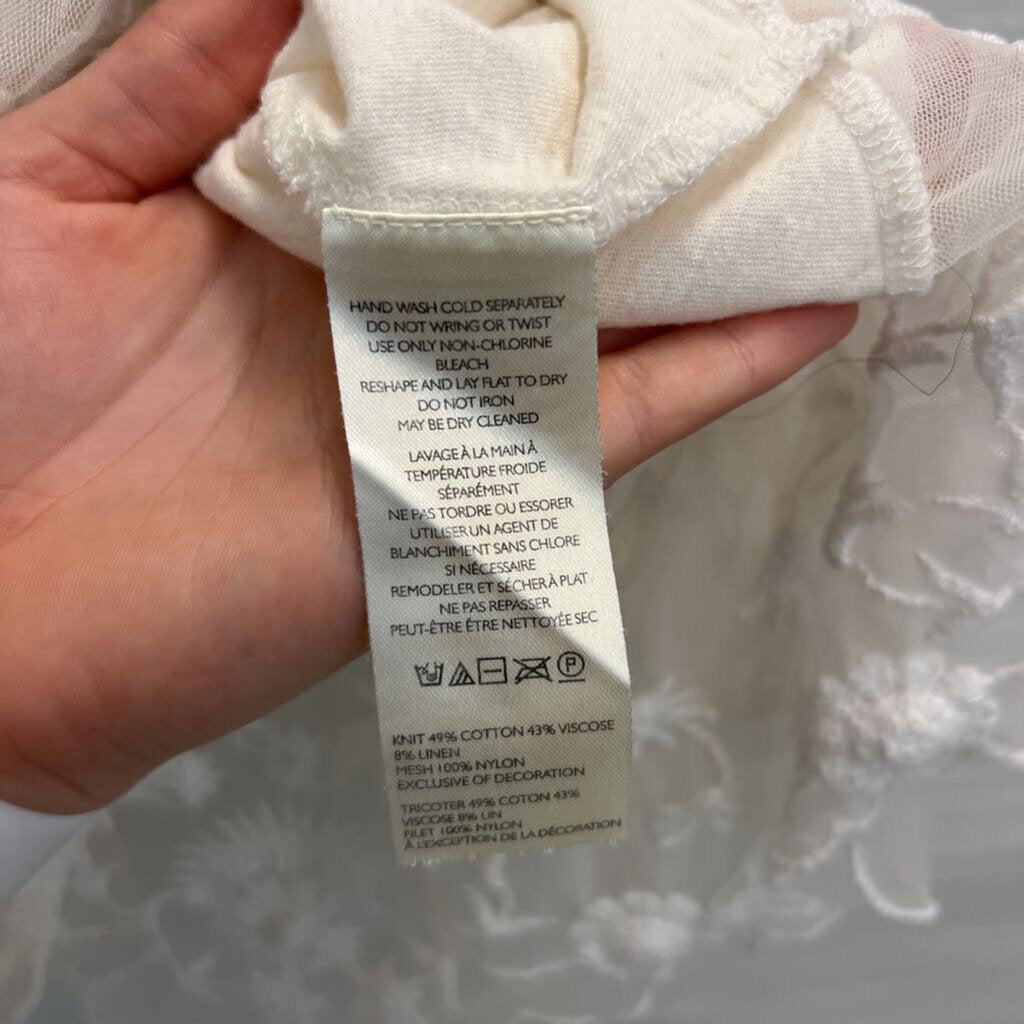 HAND WASH COLD SEPARATELY
DO NOT WRING OR TWIST
USE ONLY NON-CHLORINE
BLEACH
RESHAPE AND LAY FLAT TO DRY
DO NOT IRON
MAY BE DRY CLEANED
LAVAGE À LA MAIN À
TEMPÉRATURE FROIDE
SÉPARÉMENT
NE PAS TORDRE OU ESSORER
UTILISER UN AGENT DE
BLANCHIMENT SANS CHLORE
SI NÉCESSAIRE
REMODELER ET SÉCHER À PLAT
NE PAS REPASSER
PEUT-ÊTRE ÊTRE NETTOYÉE SEC
P
KNIT 49% COTTON 43% VISCOSE
8% LINEN
MESH 100% NYLON
EXCLUSIVE OF DECORATION
TRICOTER 49% COTON 43%
VISCOSE 8% LIN
FILET 100% NYLON
À L'EXCEPTION DE LA DÉCORATION